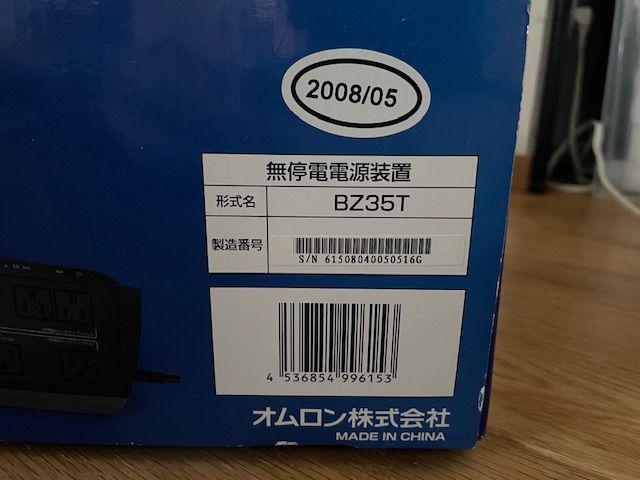 2008/05
無停電電源装置
形式名 BZ35T
製造番号
S/N 61508040050516G
4 536854 996153
オムロン株式会社
MADE IN CHINA